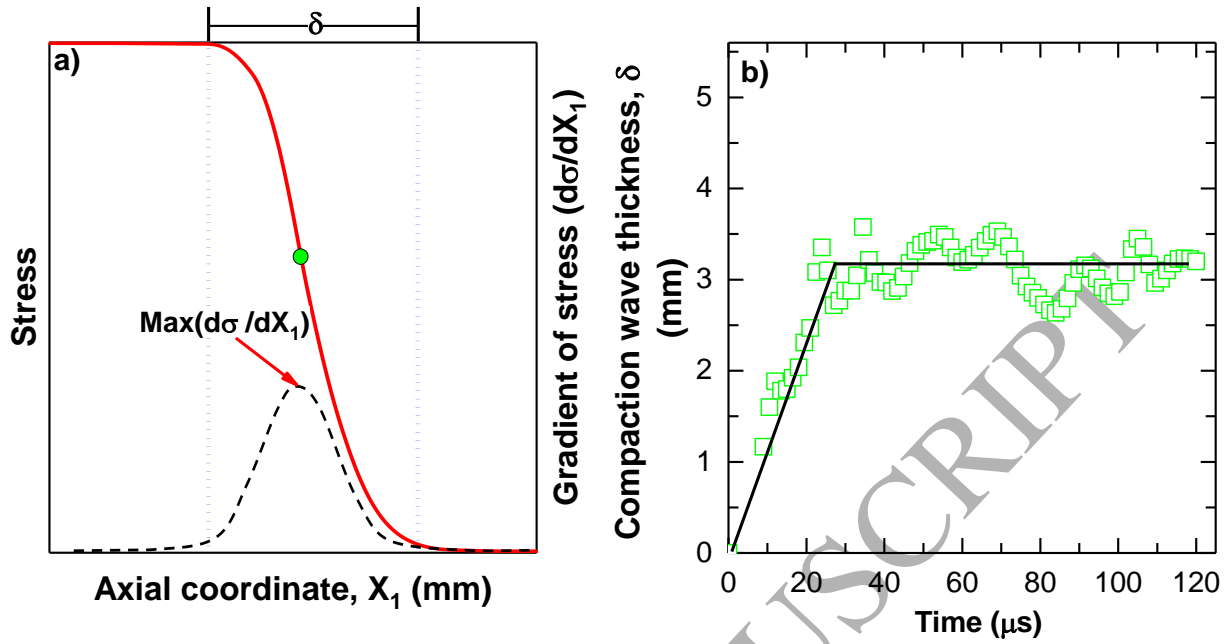 δ
a)
Stress
Max(dσ/dX₁)
Axial coordinate, X₁ (mm)
Gradient of stress (dσ/dX₁)
b)
Compaction wave thickness, δ
(mm)
5
4
3
2
1
0
0 20 40 60 80 100 120
Time (μs)
USCRIPT